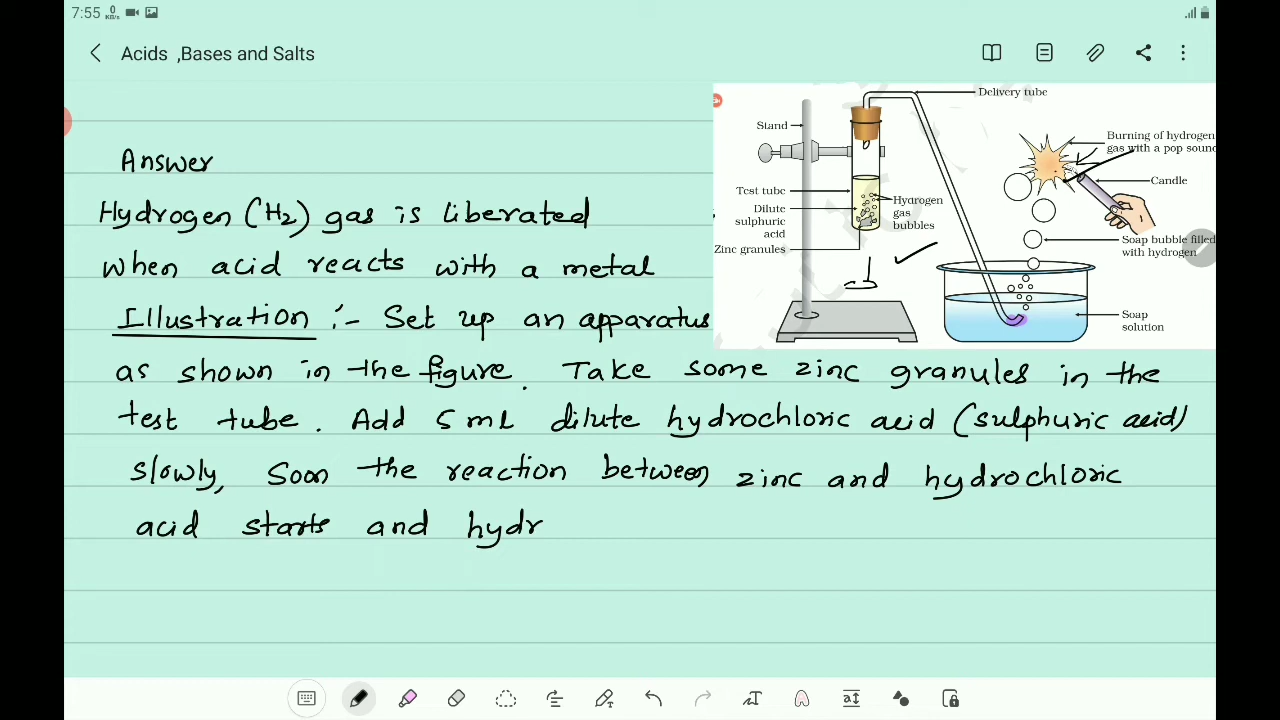 7:55 0 KB/s
Acids ,Bases and Salts
Delivery tube
Stand
Burning of hydrogen
gas with a pop sound
Candle
Test tube
Dilute
sulphuric
acid
Hydrogen
gas
bubbles
Zinc granules
Soap bubble filled
with hydrogen
Soap
solution
Answer
Hydrogen (H2) gas is liberated
when acid reacts with a metal
Illustration :- Set up an apparatus
as shown in the figure. Take some zinc granules in the
test tube. Add 5 ml dilute hydrochloric acid (sulphuric acid)
slowly, Soon the reaction between zinc and hydrochloric
acid starts and hydr